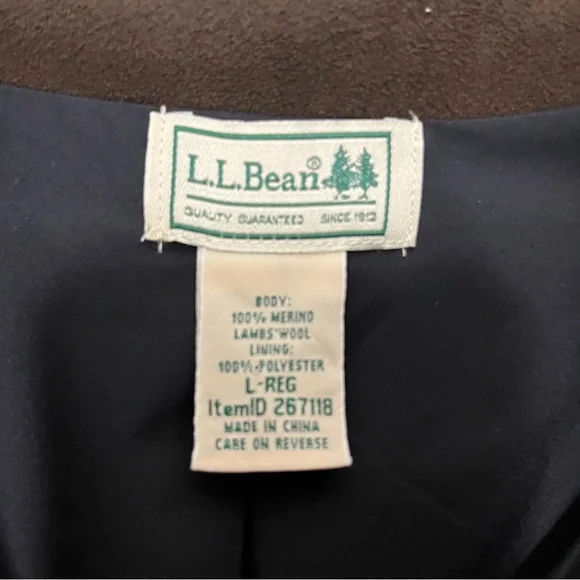 L.L.Bean®
QUALITY GUARANTEED SINCE 1912
BODY:
100% MERINO
LAMBS'WOOL
LINING:
100%-POLYESTER
L-REG
ItemID 267118
MADE IN CHINA
CARE ON REVERSE